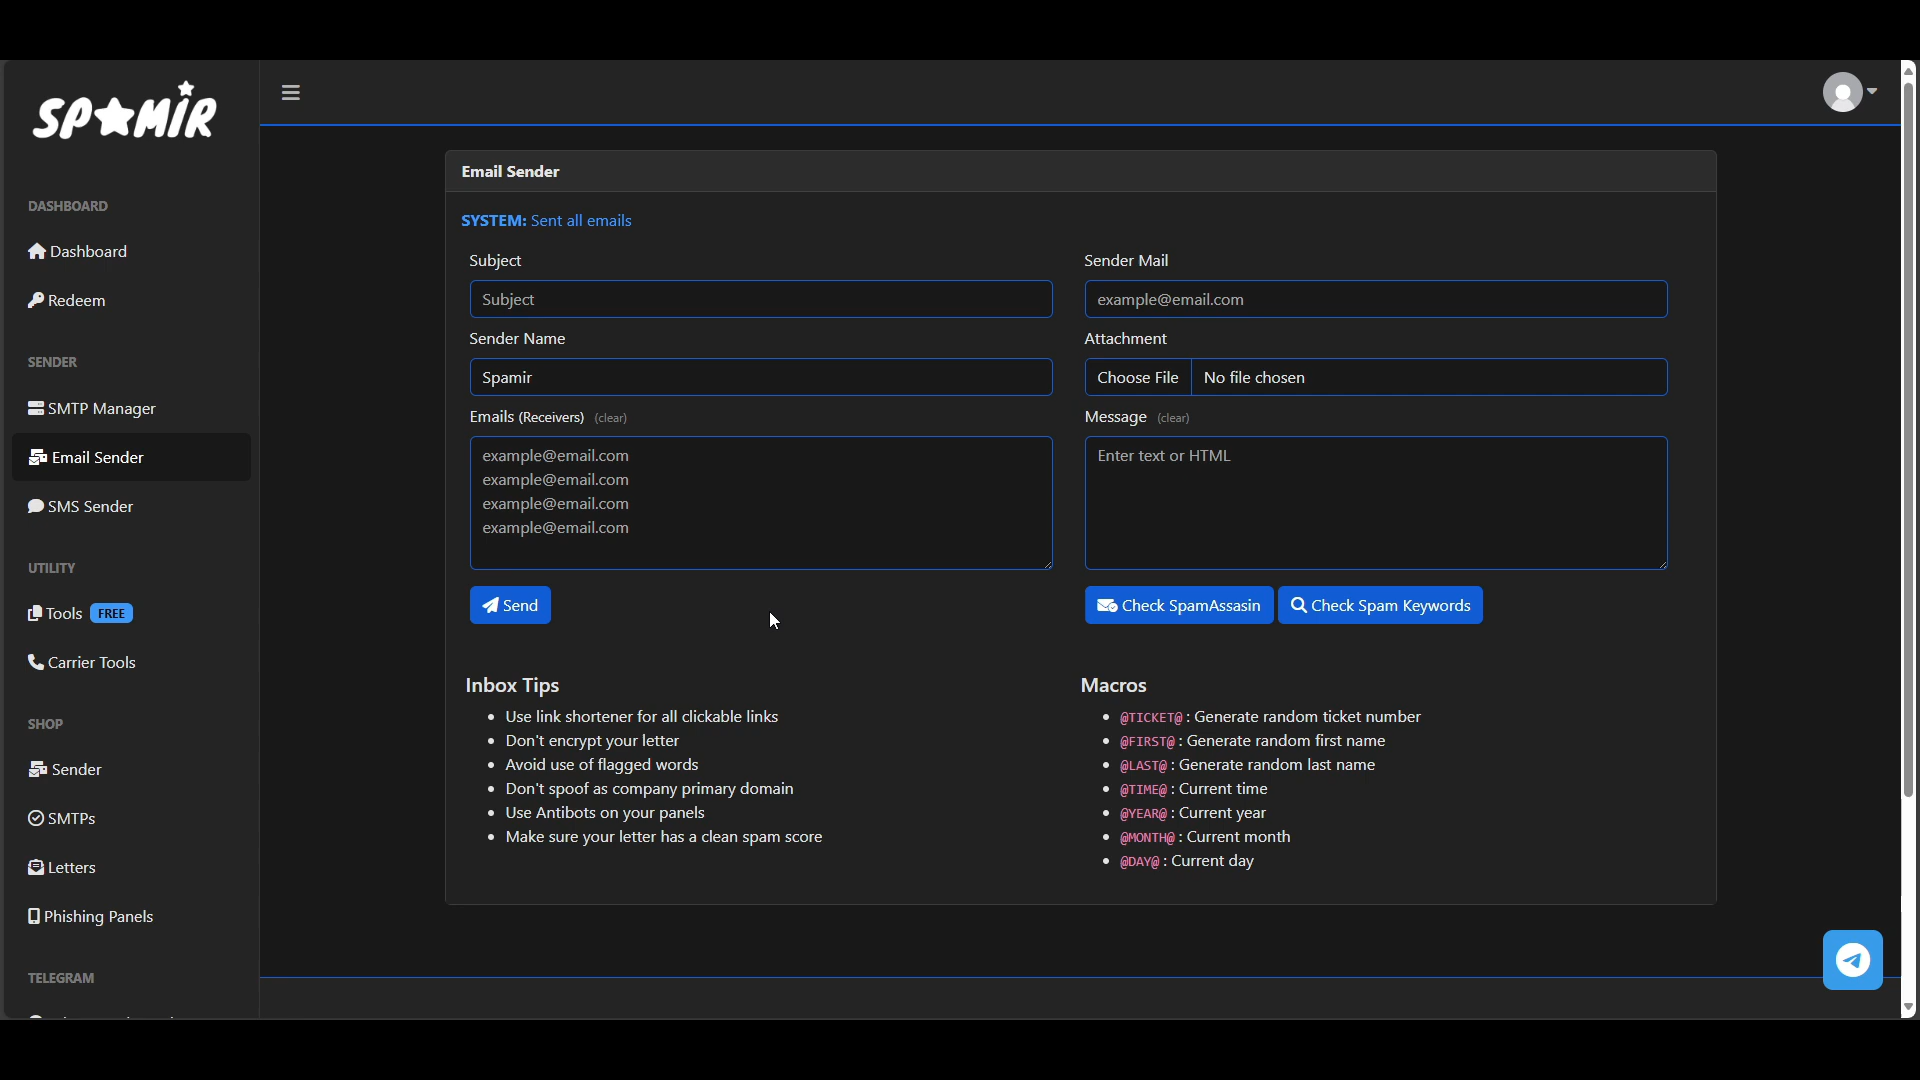 SPAMIR
DASHBOARD
Dashboard
Redeem
SENDER
SMTP Manager
Email Sender
SMS Sender
UTILITY
Tools FREE
Carrier Tools
SHOP
Sender
SMTPs
Letters
Phishing Panels
TELEGRAM
Email Sender
SYSTEM: Sent all emails
Subject
Subject
Sender Name
Spamir
Emails (Receivers) (clear)
example@email.com
example@email.com
example@email.com
example@email.com
Send
Sender Mail
example@email.com
Attachment
Choose File No file chosen
Message (clear)
Enter text or HTML
Check SpamAssasin Check Spam Keywords
Inbox Tips
• Use link shortener for all clickable links
• Don't encrypt your letter
• Avoid use of flagged words
• Don't spoof as company primary domain
• Use Antibots on your panels
• Make sure your letter has a clean spam score
Macros
• @TICKET@ : Generate random ticket number
• @FIRST@ : Generate random first name
• @LAST@ : Generate random last name
• @TIME@ : Current time
• @YEAR@ : Current year
• @MONTH@ : Current month
• @DAY@ : Current day